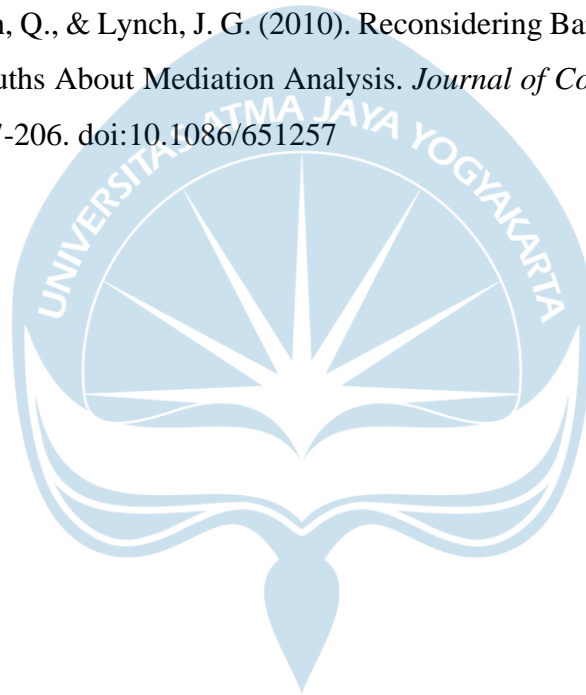 n, Q., & Lynch, J. G. (2010). Reconsidering Ba
uths About Mediation Analysis. Journal of Co
-206. doi:10.1086/651257
UNIVERSITAS ATMA JAYA YOGYAKARTA